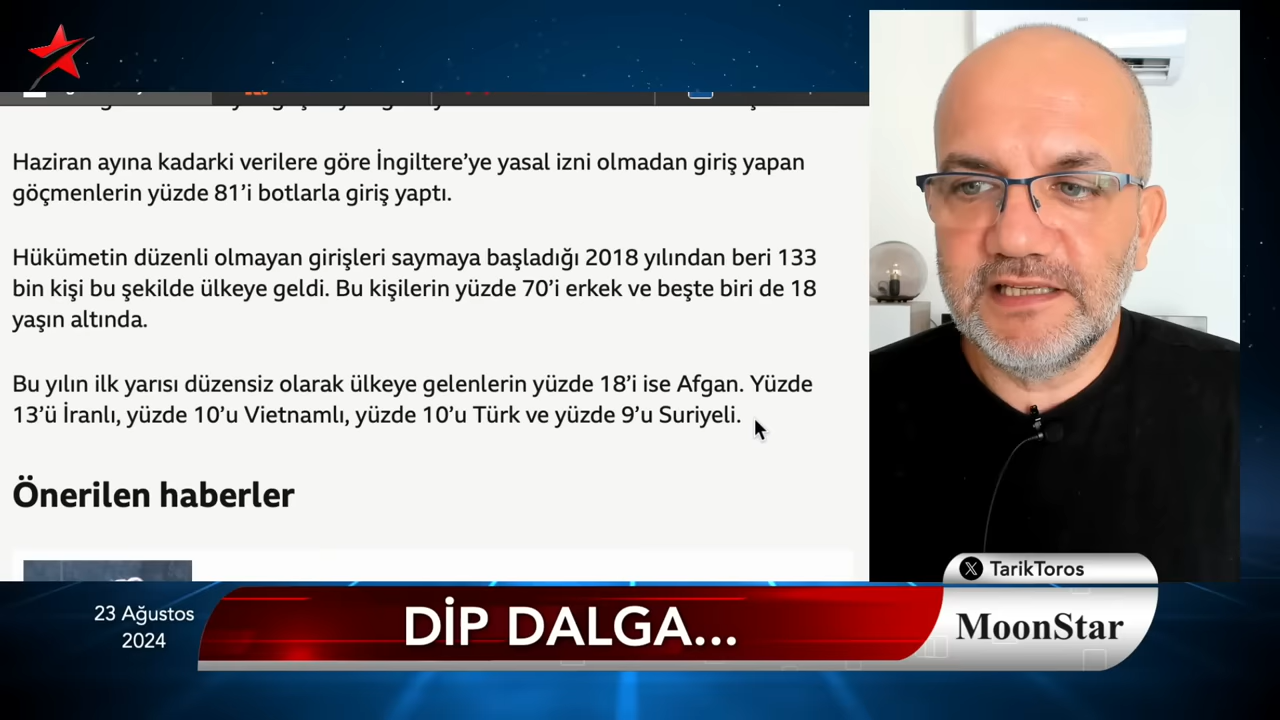 Haziran ayına kadarki verilere göre İngiltere'ye yasal izni olmadan giriş yapan
göçmenlerin yüzde 81'i botlarla giriş yaptı.
Hükümetin düzenli olmayan girişleri saymaya başladığı 2018 yılından beri 133
bin kişi bu şekilde ülkeye geldi. Bu kişilerin yüzde 70'i erkek ve beşte biri de 18
yaşın altında.
Bu yılın ilk yarısı düzensiz olarak ülkeye gelenlerin yüzde 18'i ise Afgan. Yüzde
13'ü İranlı, yüzde 10'u Vietnamlı, yüzde 10'u Türk ve yüzde 9'u Suriyeli.
Önerilen haberler
X TarikToros
23 Ağustos
2024
DİP DALGA...
MoonStar